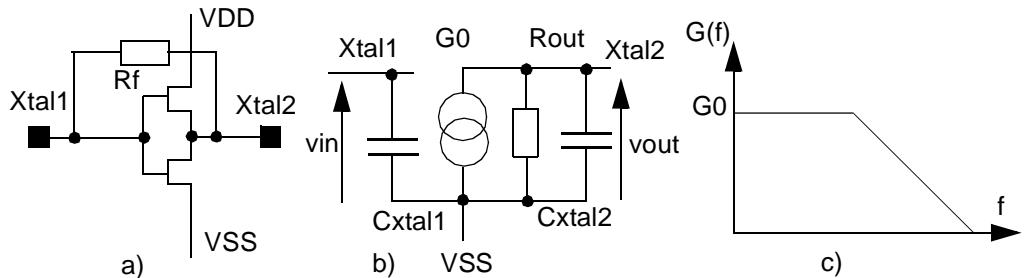 VDD
Rf
Xtal1
Xtal2
VSS
a)
Xtal1
G0
Rout
Xtal2
vin
vout
Cxtal1
Cxtal2
b)
VSS
G(f)
G0
f
c)